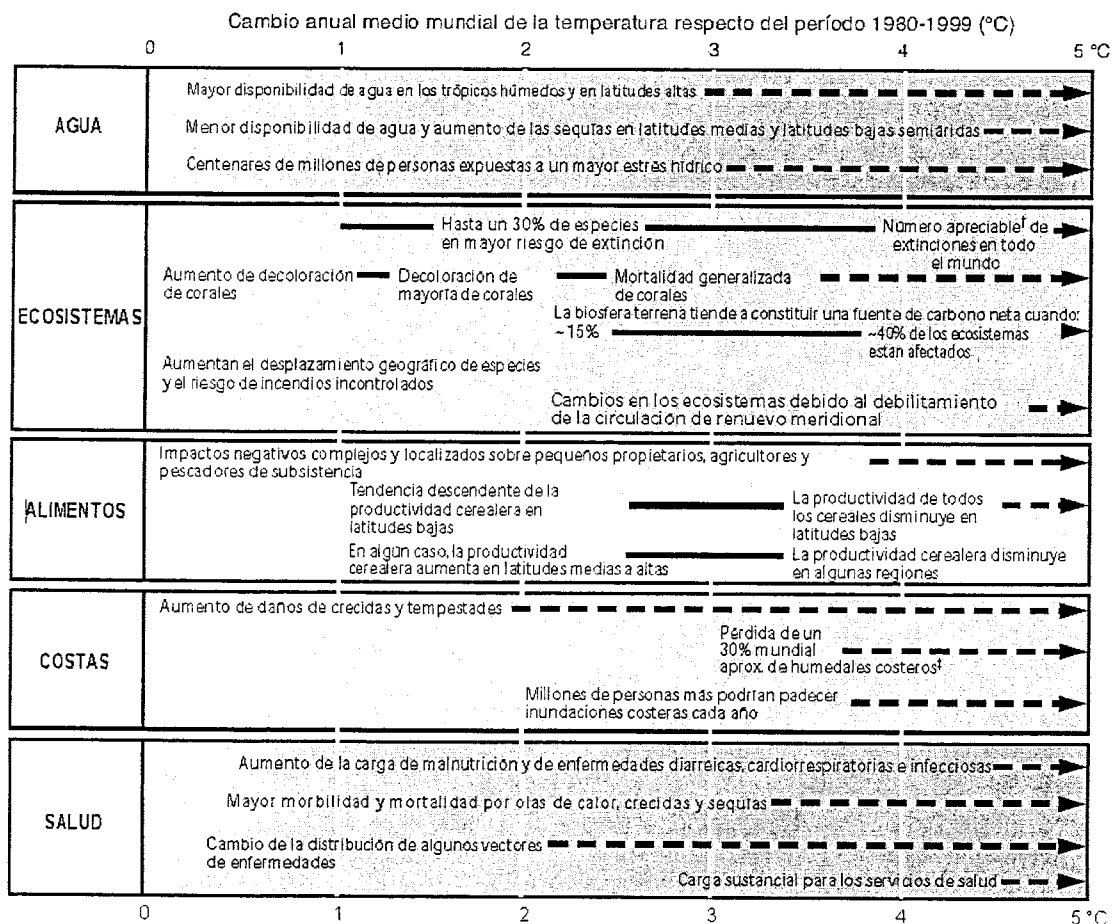 Cambio anual medio mundial de la temperatura respecto del período 1980-1999 (°C)
0 1 2 3 4 5 °C
AGUA
Mayor disponibilidad de agua en los trópicos húmedos y en latitudes altas
Menor disponibilidad de agua y aumento de las sequías en latitudes medias y latitudes bajas semiáridas
Centenares de millones de personas expuestas a un mayor estrés hídrico
ECOSISTEMAS
Hasta un 30% de especies
en mayor riesgo de extinción
Número apreciable† de
extinciones en todo
el mundo
Aumento de decoloración
de corales
Decoloración de
mayoría de corales
Mortalidad generalizada
de corales
La biosfera terrena tiende a constituir una fuente de carbono neta cuando:
~15%
~40% de los ecosistemas
están afectados
Aumentan el desplazamiento geográfico de especies
y el riesgo de incendios incontrolados
Cambios en los ecosistemas debido al debilitamiento
de la circulación de renuevo meridional
ALIMENTOS
Impactos negativos complejos y localizados sobre pequeños propietarios, agricultores y
pescadores de subsistencia
Tendencia descendente de la
productividad cerealera en
latitudes bajas
La productividad de todos
los cereales disminuye en
latitudes bajas
En algún caso, la productividad
cerealera aumenta en latitudes medias a altas
La productividad cerealera disminuye
en algunas regiones
COSTAS
Aumento de daños de crecidas y tempestades
Pérdida de un
30% mundial
aprox. de humedales costeros‡
Millones de personas más podrían padecer
inundaciones costeras cada año
SALUD
Aumento de la carga de malnutrición y de enfermedades diarreicas, cardiorrespiratorias e infecciosas
Mayor morbilidad y mortalidad por olas de calor, crecidas y sequías
Cambio de la distribución de algunos vectores
de enfermedades
Carga sustancial para los servicios de salud
0 1 2 3 4 5 °C